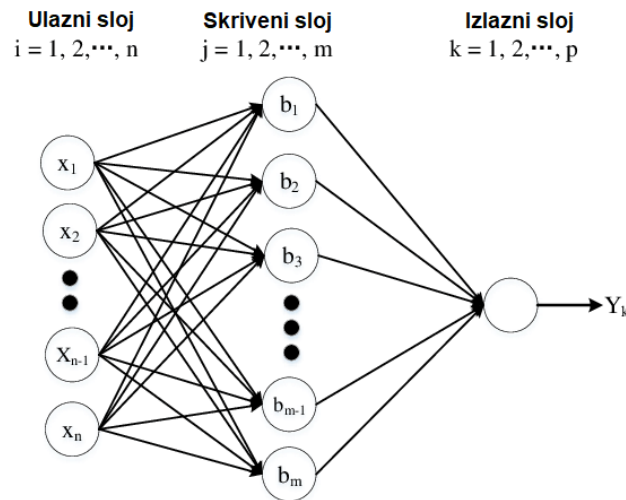 Ulazni sloj
i = 1, 2,···, n
Skriveni sloj
j = 1, 2,···, m
Izlazni sloj
k = 1, 2,···, p
x₁
x₂
Xₙ₋₁
xₙ
b₁
b₂
b₃
bₘ₋₁
bₘ
Yₖ